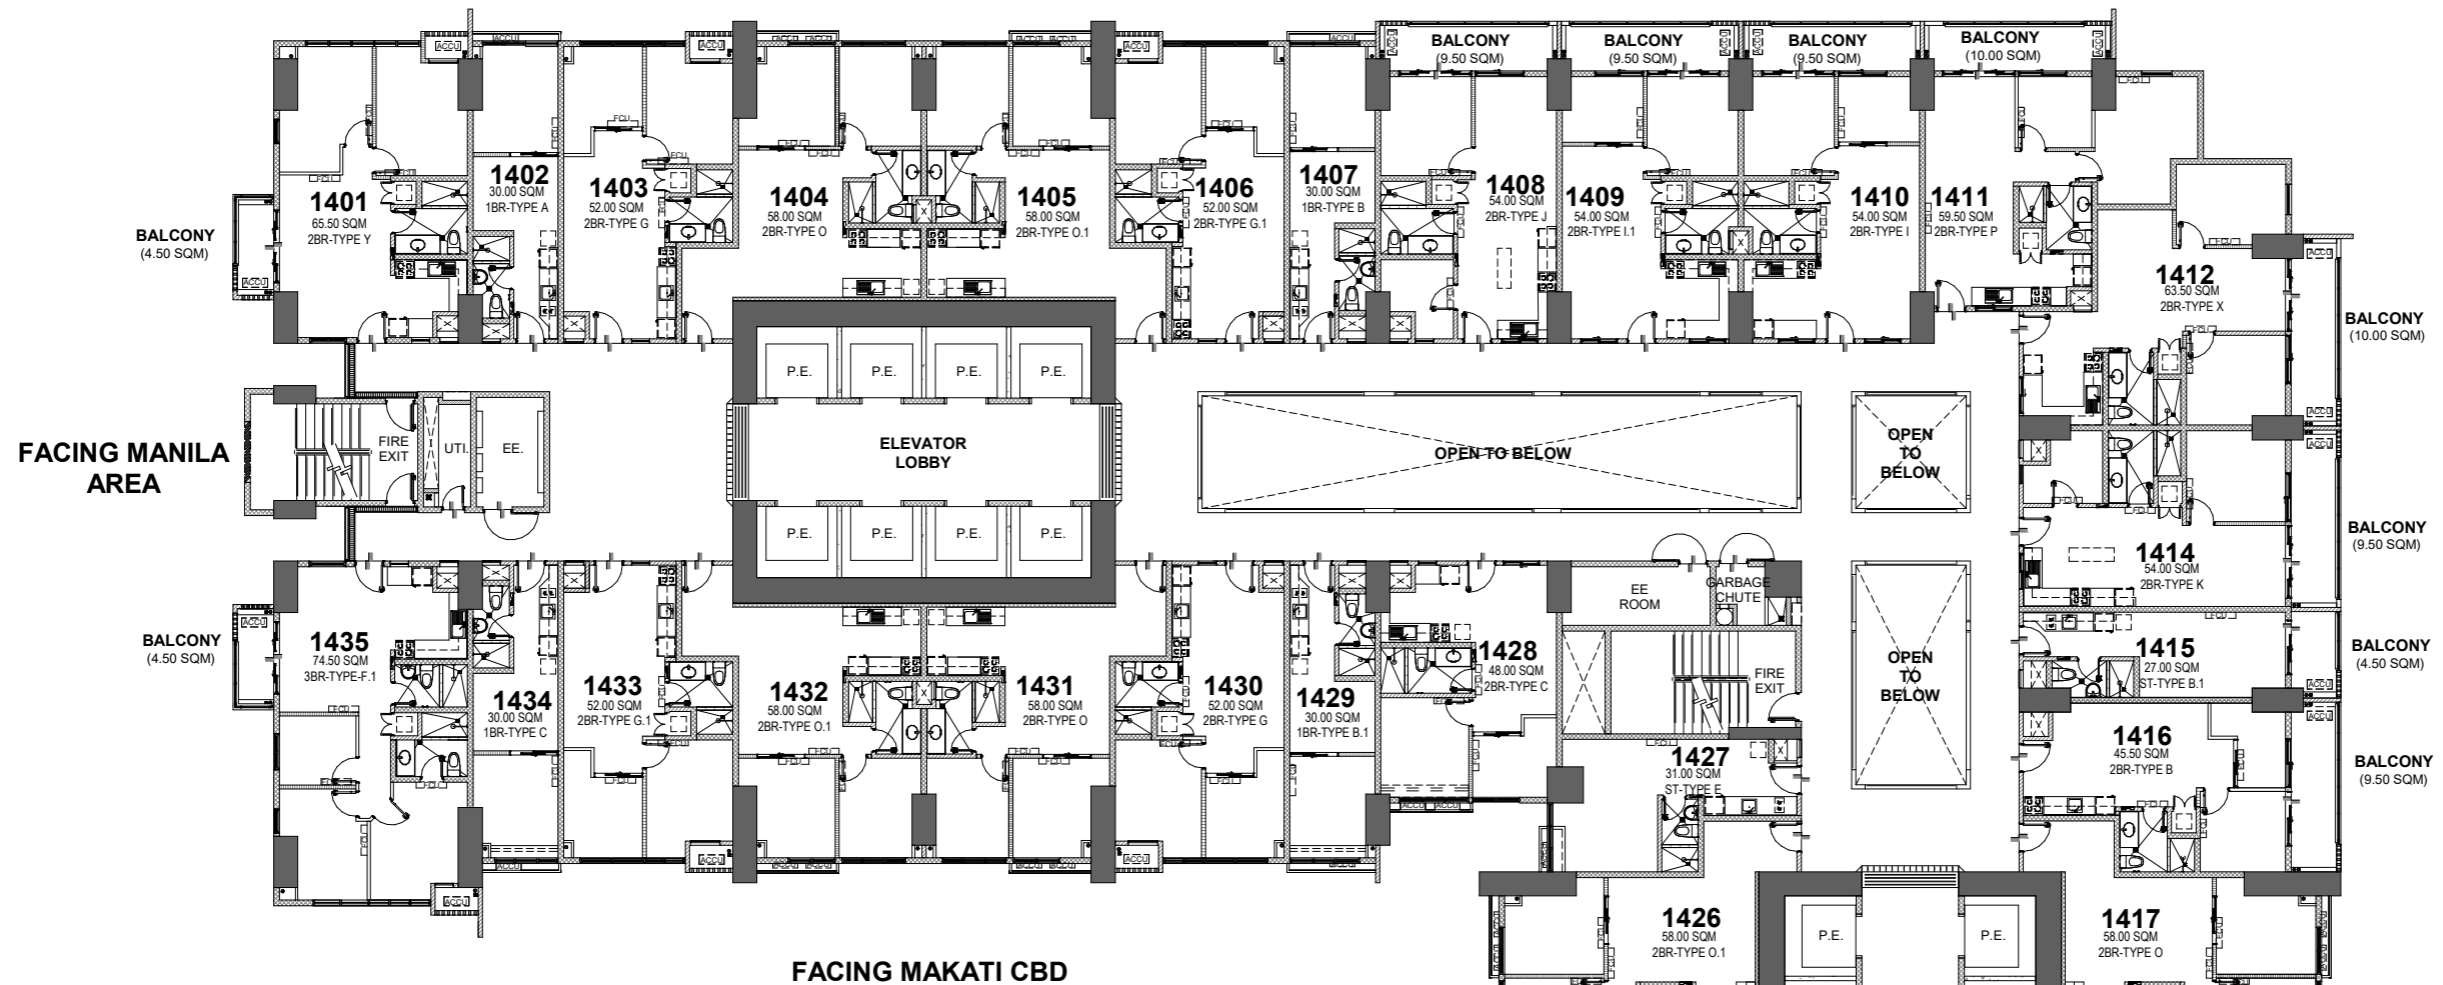 BALCONY
(9.50 SQM)
BALCONY
(9.50 SQM)
BALCONY
(9.50 SQM)
BALCONY
(10.00 SQM)
1401
65.50 SQM
2BR-TYPE Y
1402
30.00 SQM
1BR-TYPE A
1403
52.00 SQM
2BR-TYPE G
1404
58.00 SQM
2BR-TYPE O
1405
58.00 SQM
2BR-TYPE O.1
1406
52.00 SQM
2BR-TYPE G.1
1407
30.00 SQM
1BR-TYPE B
1408
54.00 SQM
2BR-TYPE J
1409
54.00 SQM
2BR-TYPE I.1
1410
54.00 SQM
2BR-TYPE I
1411
59.50 SQM
2BR-TYPE P
1412
63.50 SQM
2BR-TYPE X
BALCONY
(4.50 SQM)
BALCONY
(10.00 SQM)
P.E.
P.E.
P.E.
P.E.
FACING MANILA
AREA
FIRE
EXIT
UTI.
EE.
ELEVATOR
LOBBY
OPEN TO BELOW
OPEN
TO
BELOW
P.E.
P.E.
P.E.
P.E.
BALCONY
(9.50 SQM)
1414
54.00 SQM
2BR-TYPE K
EE
ROOM
GARBAGE
CHUTE
BALCONY
(4.50 SQM)
1435
74.50 SQM
3BR-TYPE-F.1
1434
30.00 SQM
1BR-TYPE C
1433
52.00 SQM
2BR-TYPE G.1
1432
58.00 SQM
2BR-TYPE O.1
1431
58.00 SQM
2BR-TYPE O
1430
52.00 SQM
2BR-TYPE G
1429
30.00 SQM
1BR-TYPE B.1
1428
48.00 SQM
2BR-TYPE C
FIRE
EXIT
OPEN
TO
BELOW
1415
27.00 SQM
ST-TYPE B.1
BALCONY
(4.50 SQM)
1427
31.00 SQM
ST-TYPE E
1416
45.50 SQM
2BR-TYPE B
BALCONY
(9.50 SQM)
1426
58.00 SQM
2BR-TYPE O.1
P.E.
P.E.
1417
58.00 SQM
2BR-TYPE O
FACING MAKATI CBD